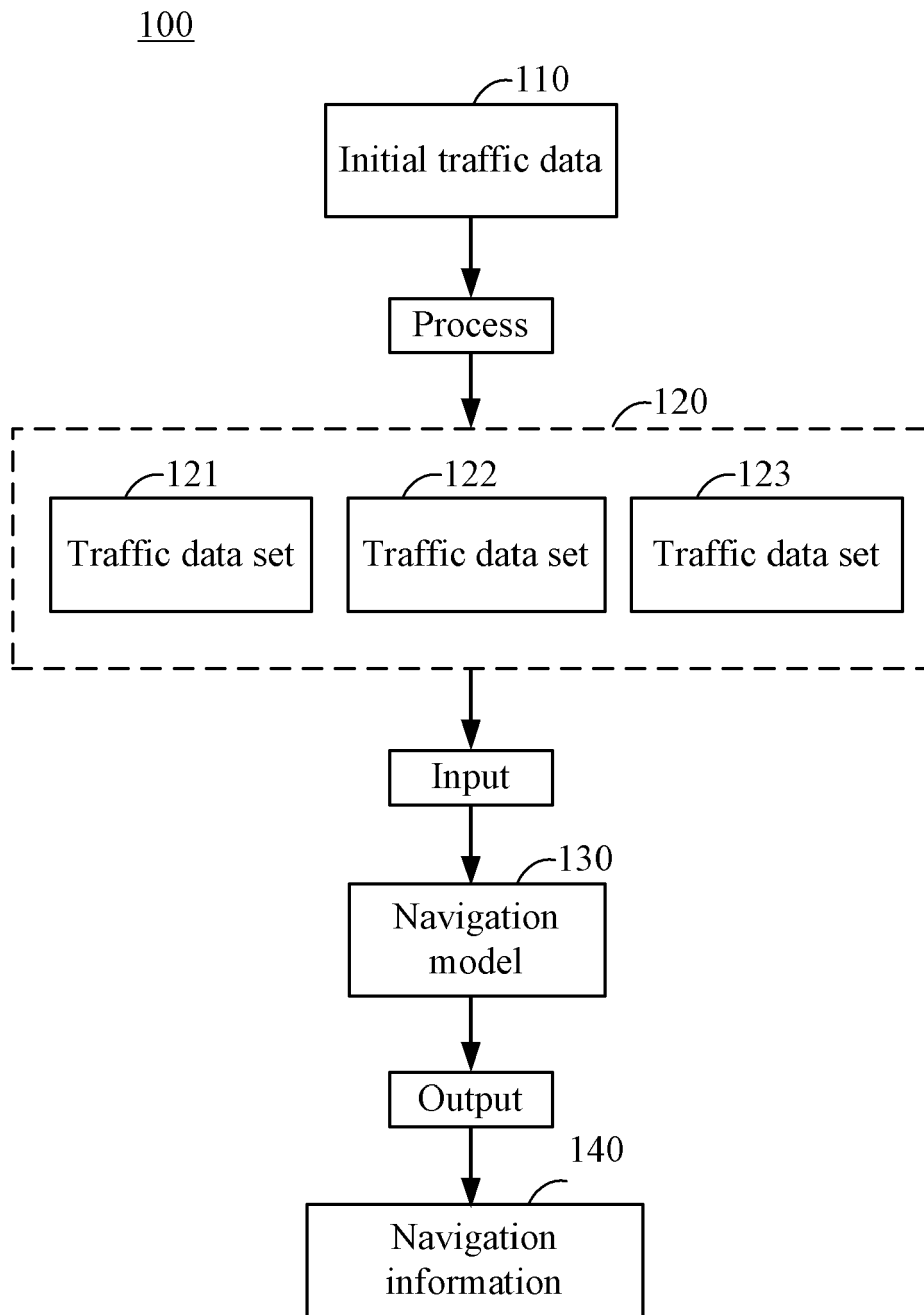 100
110
Initial traffic data
Process
120
121
122
123
Traffic data set
Traffic data set
Traffic data set
Input
130
Navigation
model
Output
140
Navigation
information